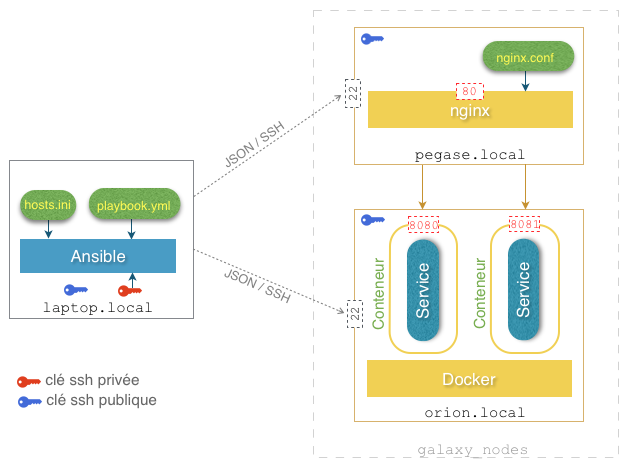 nginx.conf
80
nginx
22
pegase.local
JSON / SSH
hosts.ini
playbook.yml
Ansible
laptop.local
JSON / SSH
22
8080
8081
Conteneur
Service
Conteneur
Service
Docker
orion.local
galaxy_nodes
clé ssh privée
clé ssh publique